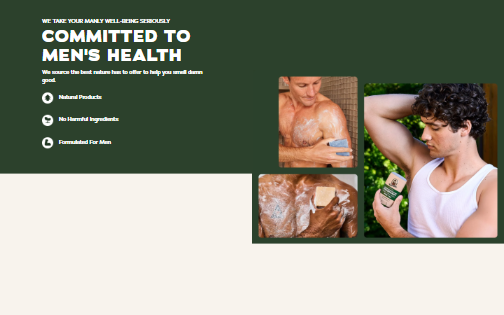 WE TAKE YOUR MANLY WELL-BEING SERIOUSLY
COMMITTED TO
MEN'S HEALTH
We source the best nature has to offer to help you smell damn
good.
Natural Products
No Harmful Ingredients
Formulated For Men